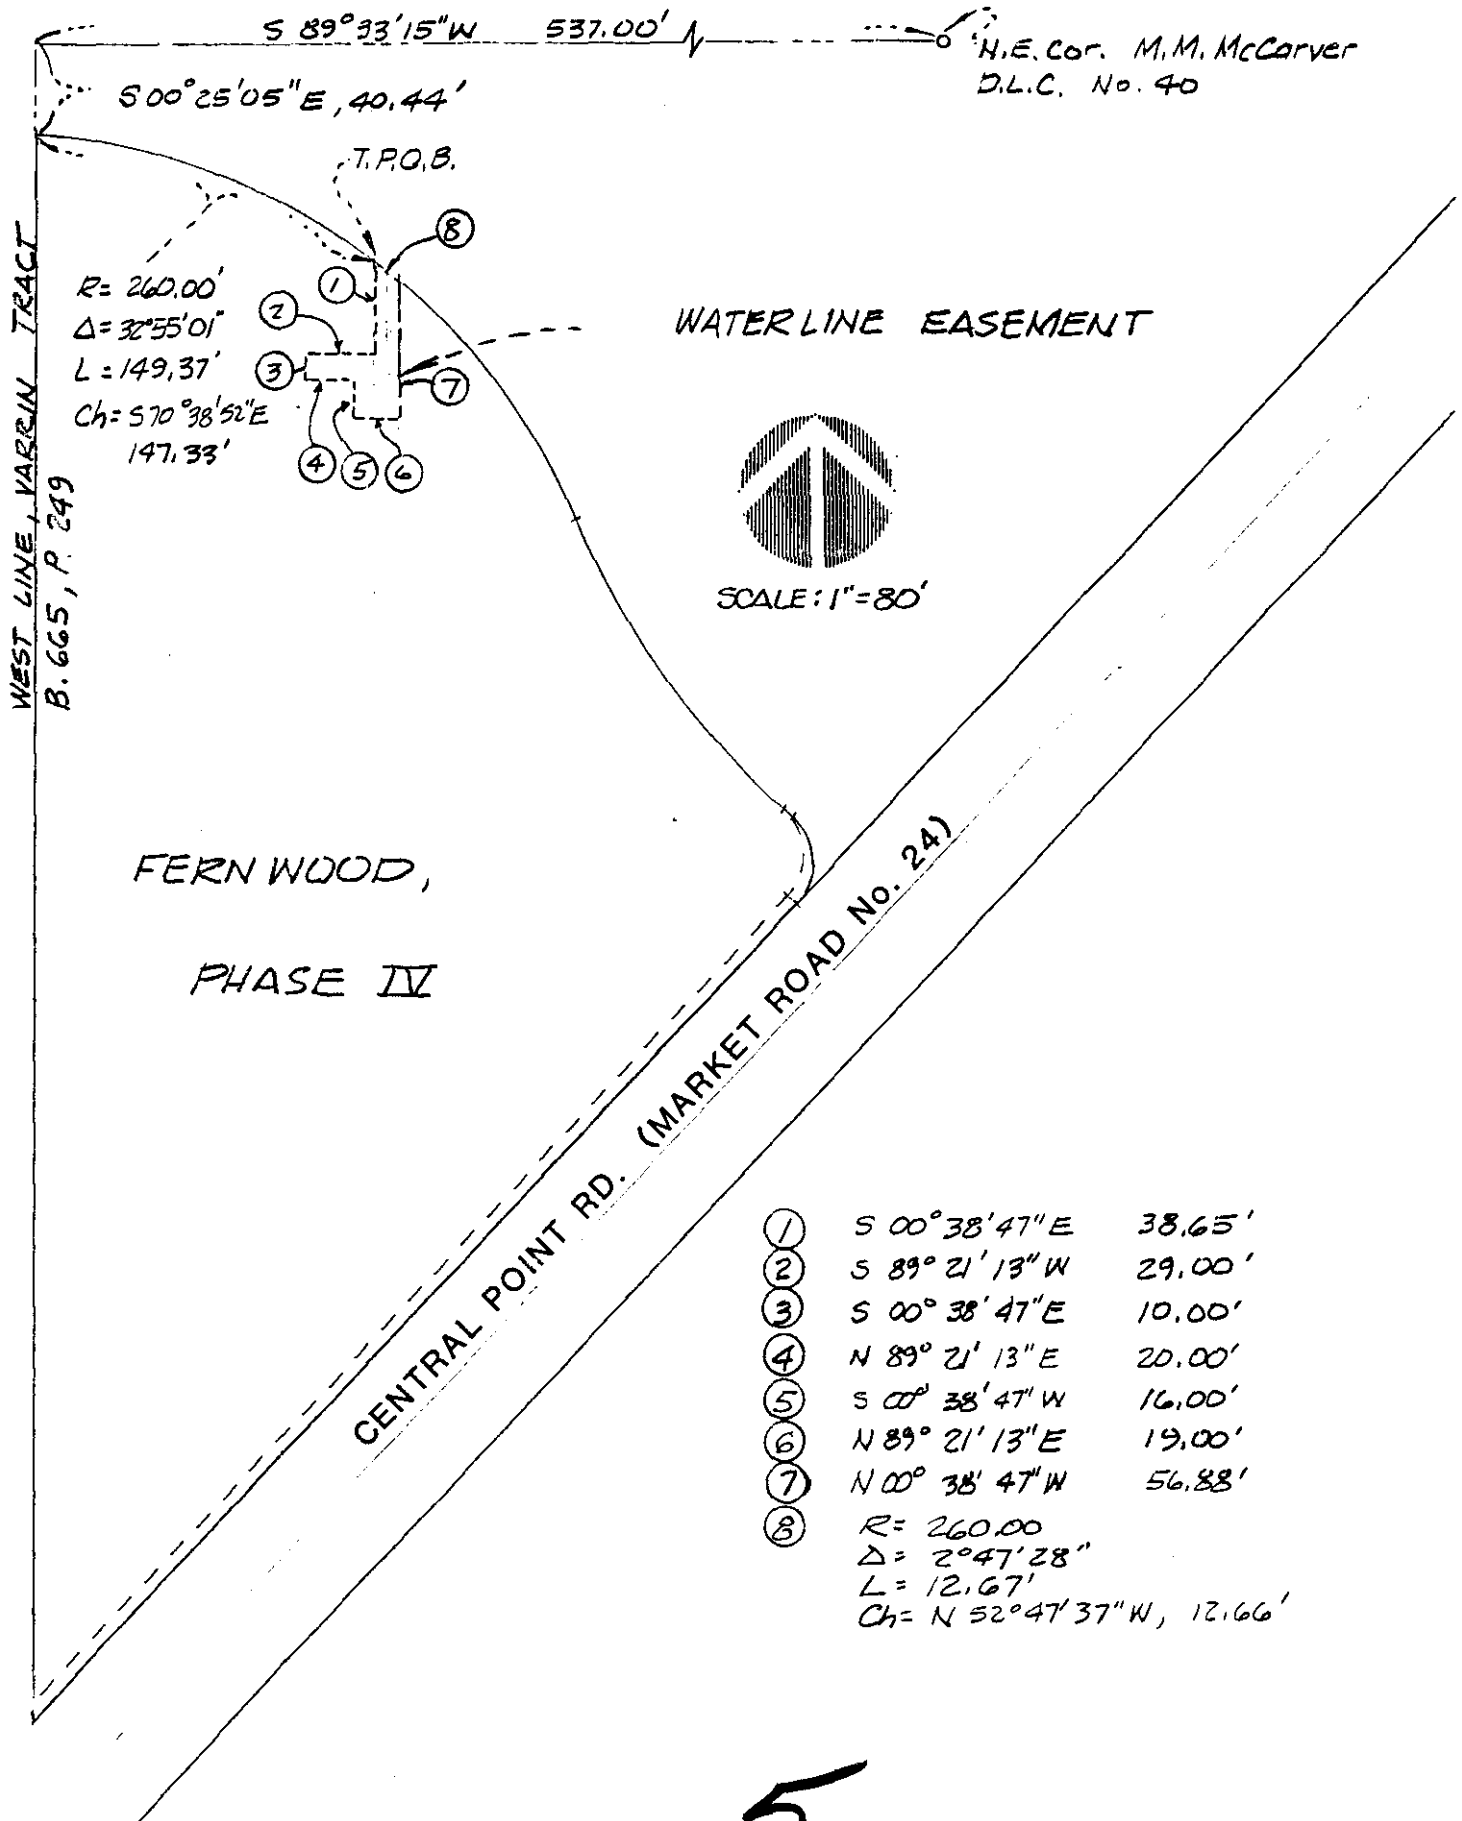 S 89°33'15"W 537.00'
N.E. Cor. M.M. McCarver
D.L.C. No. 40
S 00°25'05"E, 40.44'
T.P.O.B.
8
1
2
3
7
4
5
6
R= 260.00'
Δ= 32°55'01"
L= 149.37'
Ch= S70°38'52"E
147.33'
WATERLINE EASEMENT
WEST LINE, VARRIN TRACT
B. 665, P. 249
SCALE: 1"=80'
FERNWOOD,
PHASE IV
CENTRAL POINT RD. (MARKET ROAD No. 24)
1 S 00°38'47"E 38.65'
2 S 89°21'13"W 29.00'
3 S 00°38'47"E 10.00'
4 N 89°21'13"E 20.00'
5 S 00°38'47"W 16.00'
6 N 89°21'13"E 19.00'
7 N 00°38'47"W 56.88'
8 R= 260.00
Δ= 2°47'28"
L= 12.67'
Ch= N 52°47'37"W, 12.66'